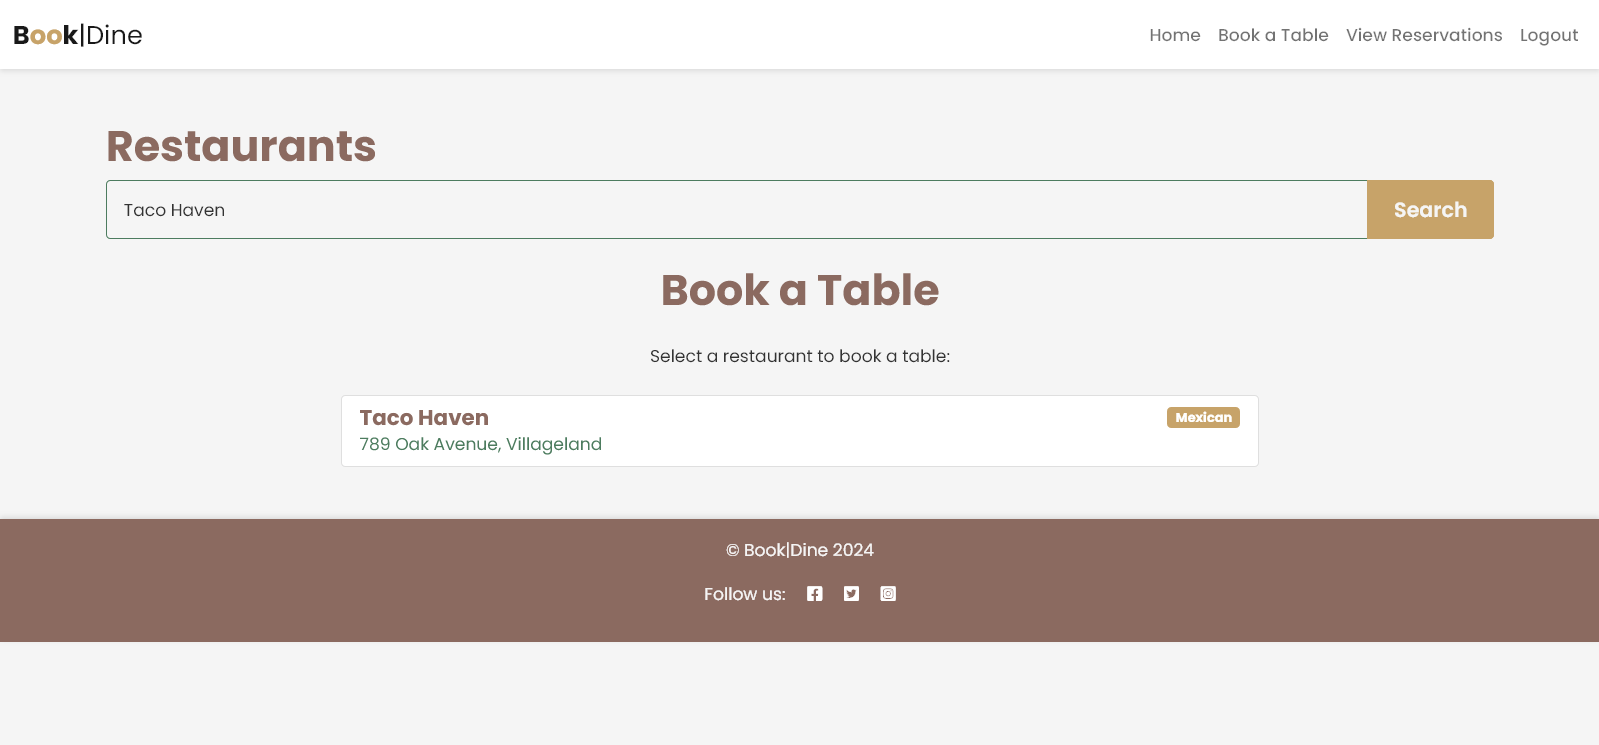 Book|Dine
Home Book a Table View Reservations Logout
Restaurants
Taco Haven
Search
Book a Table
Select a restaurant to book a table:
Taco Haven
Mexican
789 Oak Avenue, Villageland
© Book|Dine 2024
Follow us: